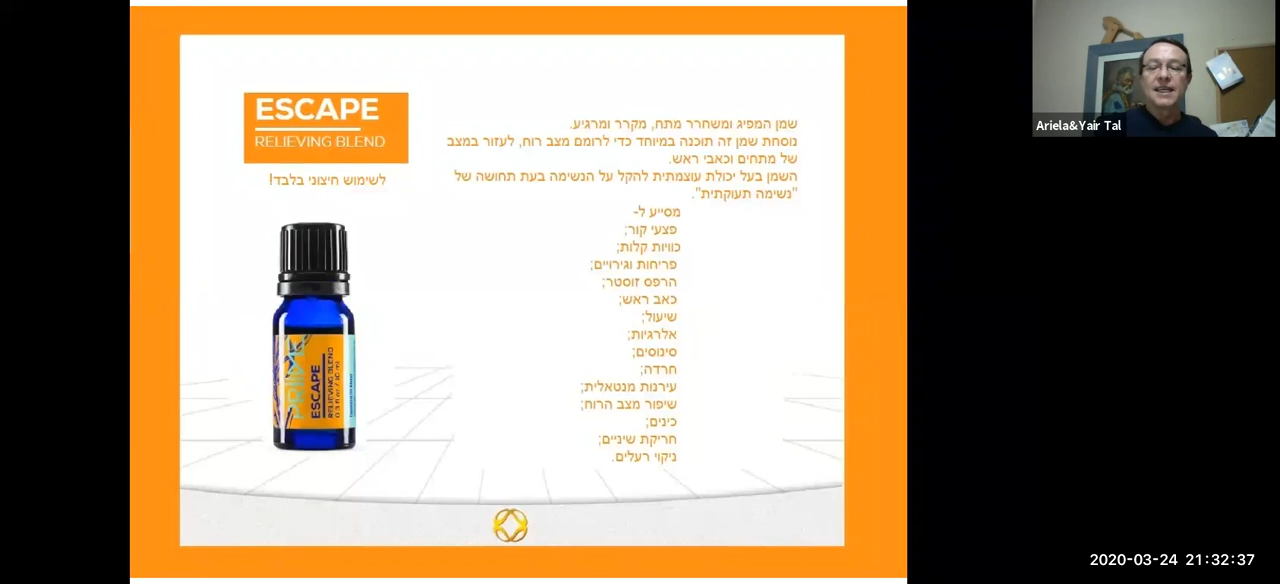 ESCAPE
RELIEVING BLEND
לשימוש חיצוני בלבד!
שמן המפיג ומשחרר מתח, מקרר ומרגיע.
נוסחת שמן זה תוכנה במיוחד כדי לרומם מצב רוח, לעזור במצב
של מתחים וכאבי ראש.
השמן בעל יכולת עוצמתית להקל על הנשימה בעת תחושה של
"נשימה תעוקתית".
מסייע ל-
פצעי קור;
כוויות קלות;
פריחות וגירויים;
הרפס זוסטר;
כאב ראש;
שיעול;
אלרגיות;
סינוסים;
חרדה;
עירנות מנטאלית;
שיפור מצב הרוח;
כינים;
חריקת שיניים;
ניקוי רעלים.
ESCAPE
RELIEVING BLEND
Ariela&Yair Tal
2020-03-24 21:32:37